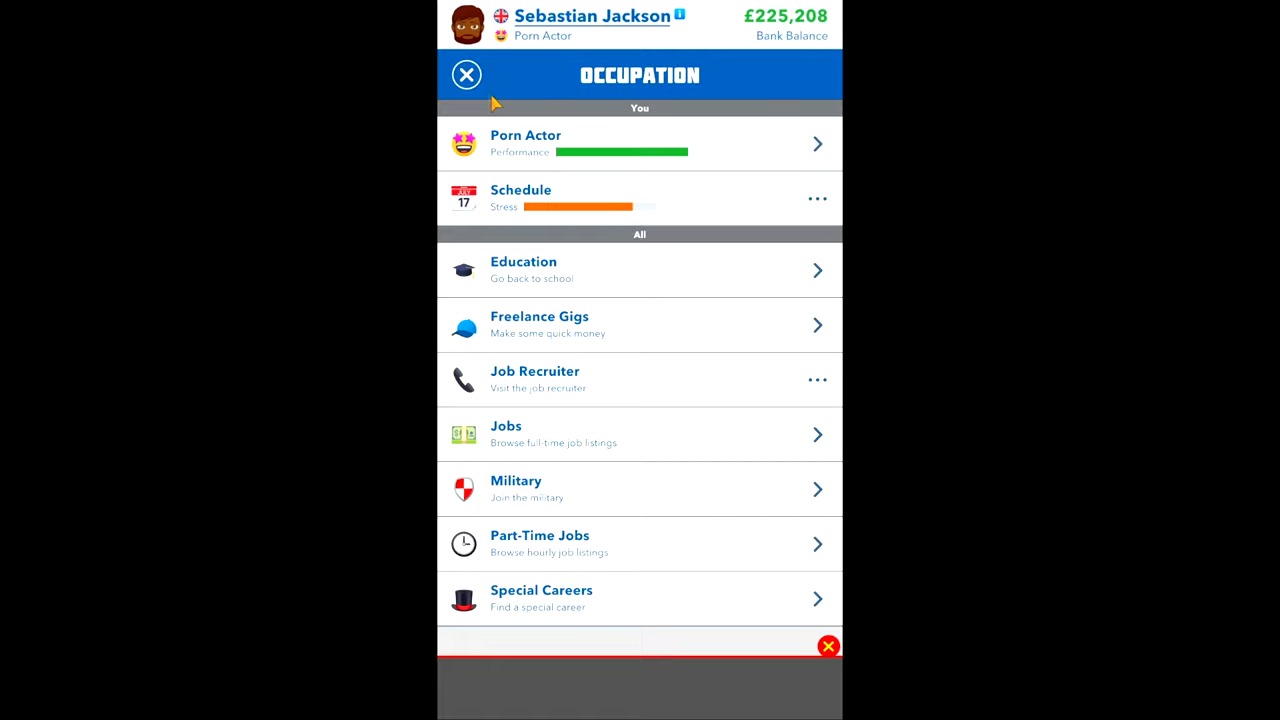 Sebastian Jackson
£225,208
Porn Actor
Bank Balance
OCCUPATION
You
Porn Actor
Performance
JULY
17
Schedule
Stress
All
Education
Go back to school
Freelance Gigs
Make some quick money
Job Recruiter
Visit the job recruiter
Jobs
Browse full-time job listings
Military
Join the military
Part-Time Jobs
Browse hourly job listings
Special Careers
Find a special career